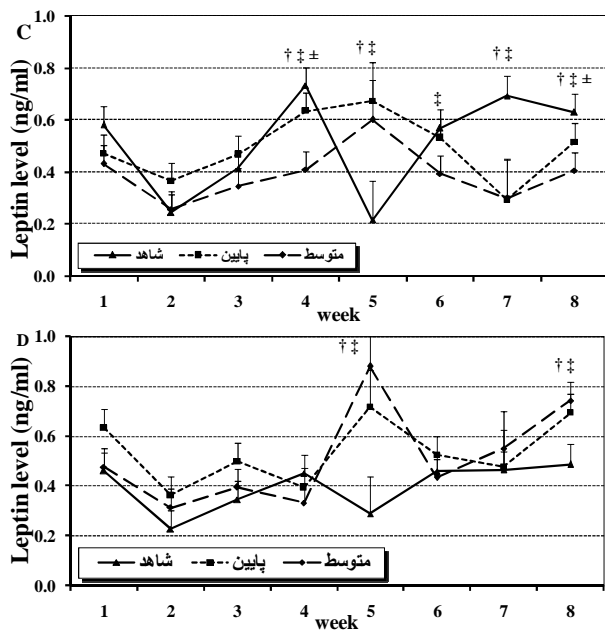 C
1.0
0.8
0.6
0.4
0.2
0.0
Leptin level (ng/ml)
† ‡ ±
† ‡
‡
† ‡
† ‡ ±
شاهد پایین متوسط
1 2 3 4 5 6 7 8
week
D
1.0
0.8
0.6
0.4
0.2
0.0
Leptin level (ng/ml)
† ‡
† ‡
شاهد پایین متوسط
1 2 3 4 5 6 7 8
week